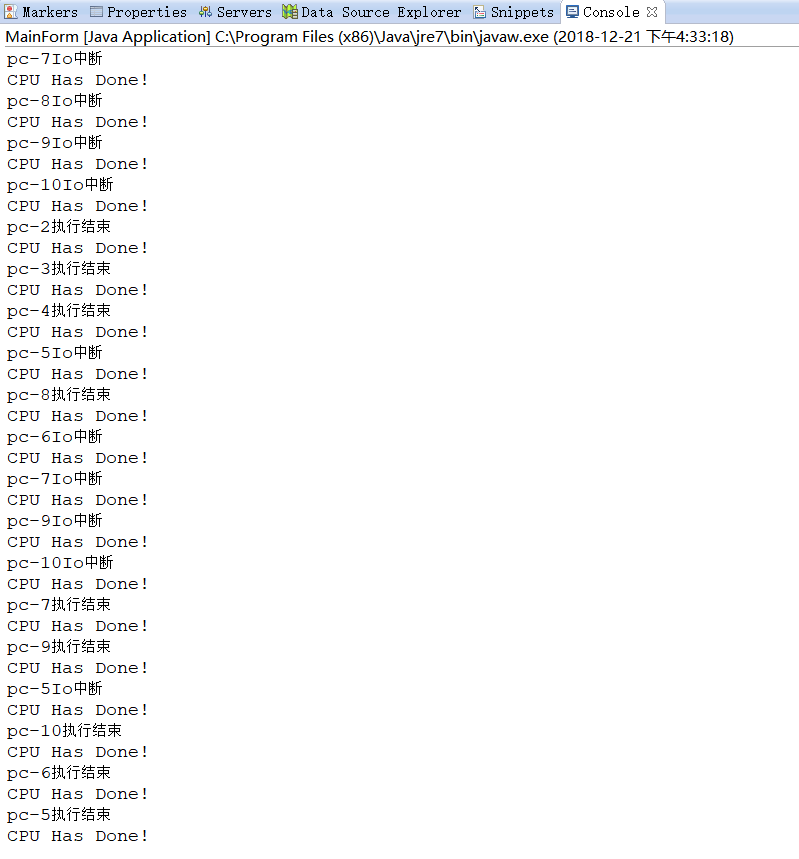 Markers Properties Servers Data Source Explorer Snippets Console
MainForm [Java Application] C:\Program Files (x86)\Java\jre7\bin\javaw.exe (2018-12-21 下午4:33:18)
pc-7Io中断
CPU Has Done!
pc-8Io中断
CPU Has Done!
pc-9Io中断
CPU Has Done!
pc-10Io中断
CPU Has Done!
pc-2执行结束
CPU Has Done!
pc-3执行结束
CPU Has Done!
pc-4执行结束
CPU Has Done!
pc-5Io中断
CPU Has Done!
pc-8执行结束
CPU Has Done!
pc-6Io中断
CPU Has Done!
pc-7Io中断
CPU Has Done!
pc-9Io中断
CPU Has Done!
pc-10Io中断
CPU Has Done!
pc-7执行结束
CPU Has Done!
pc-9执行结束
CPU Has Done!
pc-5Io中断
CPU Has Done!
pc-10执行结束
CPU Has Done!
pc-6执行结束
CPU Has Done!
pc-5执行结束
CPU Has Done!